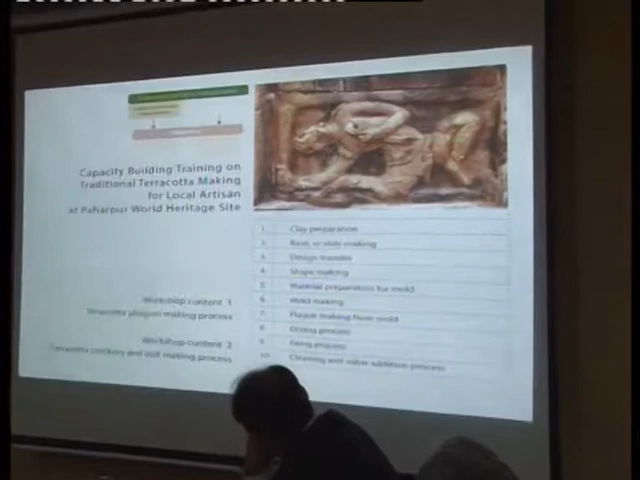 Capacity Building Training on
Traditional Terracotta Making
for Local Artisan
at Paharpur World Heritage Site
Workshop content 1
Terracotta plaques making process
Workshop content 2
Terracotta crockery and doll making process
1. Clay preparation
2. Basic or slab making
3. Design transfer
4. Shape making
5. Material preparation for mold
6. Mold making
7. Plaque making from mold
8. Drying process
9. Firing process
10. Cleaning and value addition process